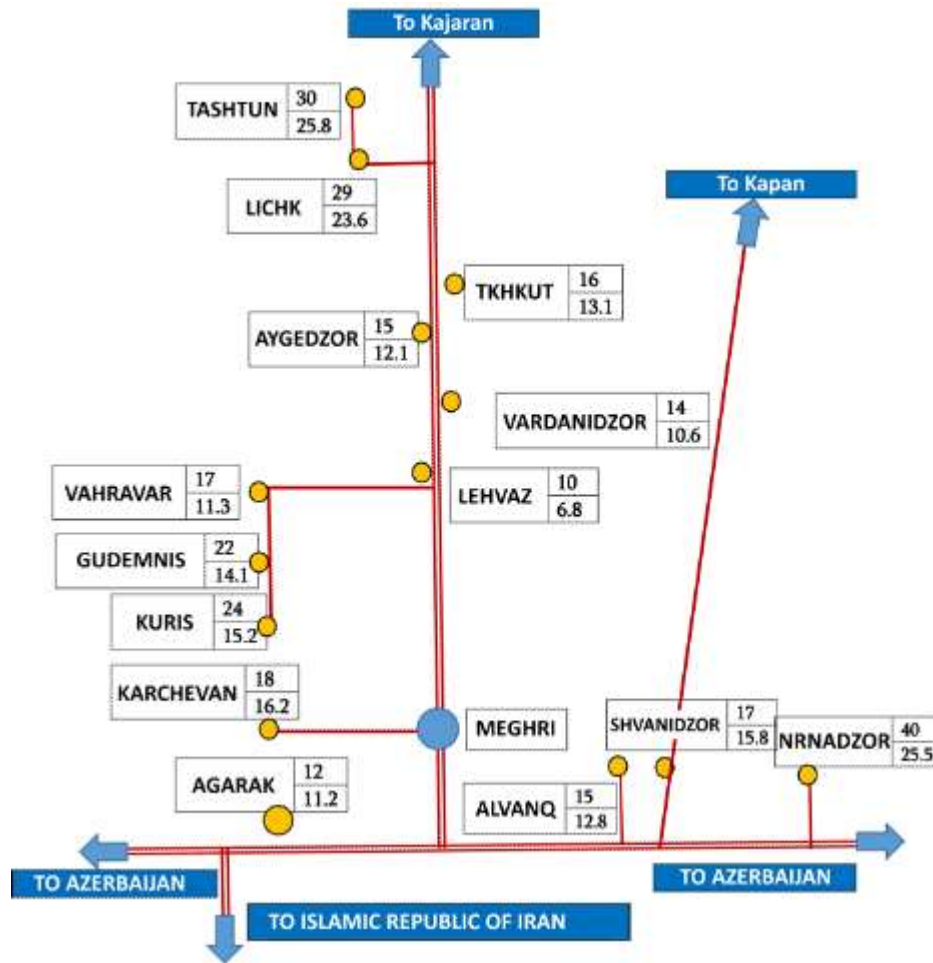 To Kajaran
TASHTUN
30
25.8
LICHK
29
23.6
To Kapan
TKHKUT
16
13.1
AYGEDZOR
15
12.1
VARDANIDZOR
14
10.6
VAHRAVAR
17
11.3
LEHVAZ
10
6.8
GUDEMNIS
22
14.1
KURIS
24
15.2
KARCHEVAN
18
16.2
MEGHRI
SHVANIDZOR
17
15.8
NRNADZOR
40
25.5
AGARAK
12
11.2
ALVANQ
15
12.8
TO AZERBAIJAN
TO AZERBAIJAN
TO ISLAMIC REPUBLIC OF IRAN